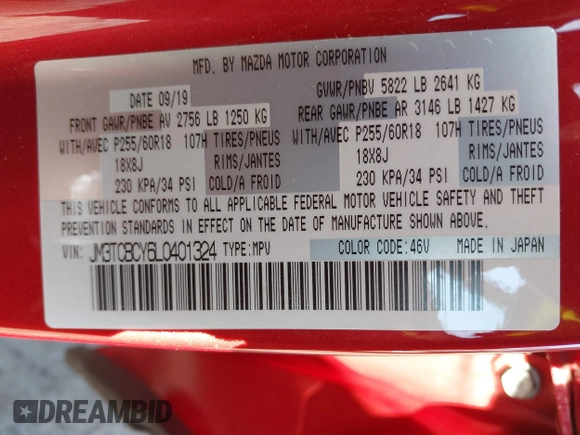 MFD. BY MAZDA MOTOR CORPORATION
DATE 09/19
GVWR/PNBV 5822 LB 2641 KG
FRONT GAWR/PNBE AV 2756 LB 1250 KG
REAR GAWR/PNBE AR 3146 LB 1427 KG
WITH/AVEC P255/60R18 107H TIRES/PNEUS
WITH/AVEC P255/60R18 107H TIRES/PNEUS
18X8J RIMS/JANTES
18X8J RIMS/JANTES
230 KPA/34 PSI COLD/A FROID
230 KPA/34 PSI COLD/A FROID
THIS VEHICLE CONFORMS TO ALL APPLICABLE FEDERAL MOTOR VEHICLE SAFETY AND THEFT
PREVENTION STANDARDS IN EFFECT ON THE DATE OF MANUFACTURE SHOWN ABOVE.
VIN: JM3TCBCY6L0401324 TYPE:MPV
COLOR CODE:46V MADE IN JAPAN
DREAMBID